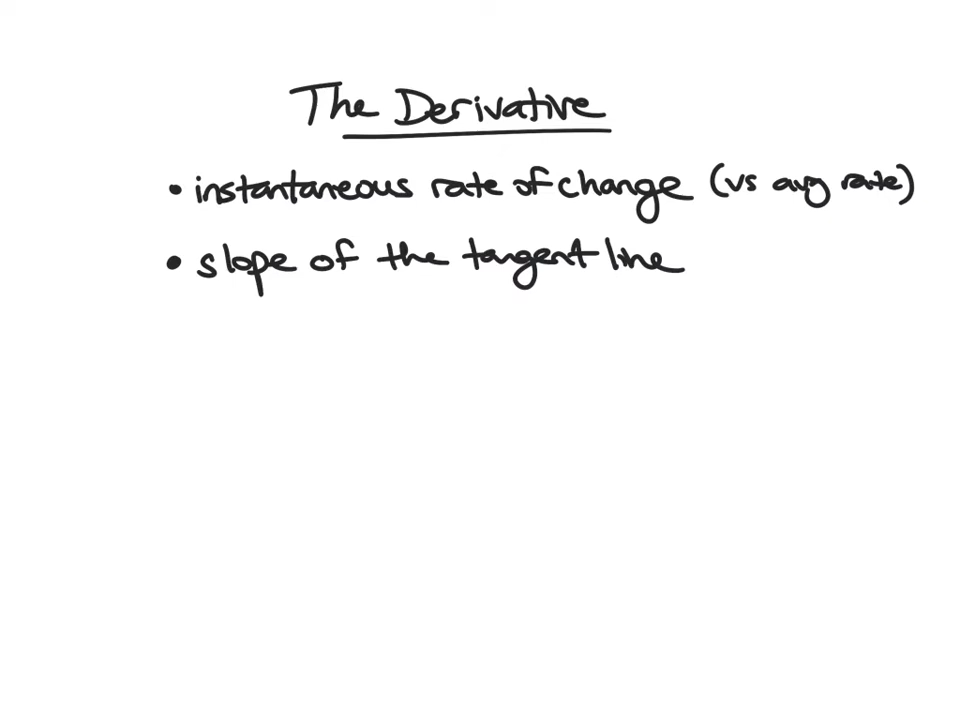 The Derivative
• instantaneous rate of change (vs avg rate)
• slope of the tangent line